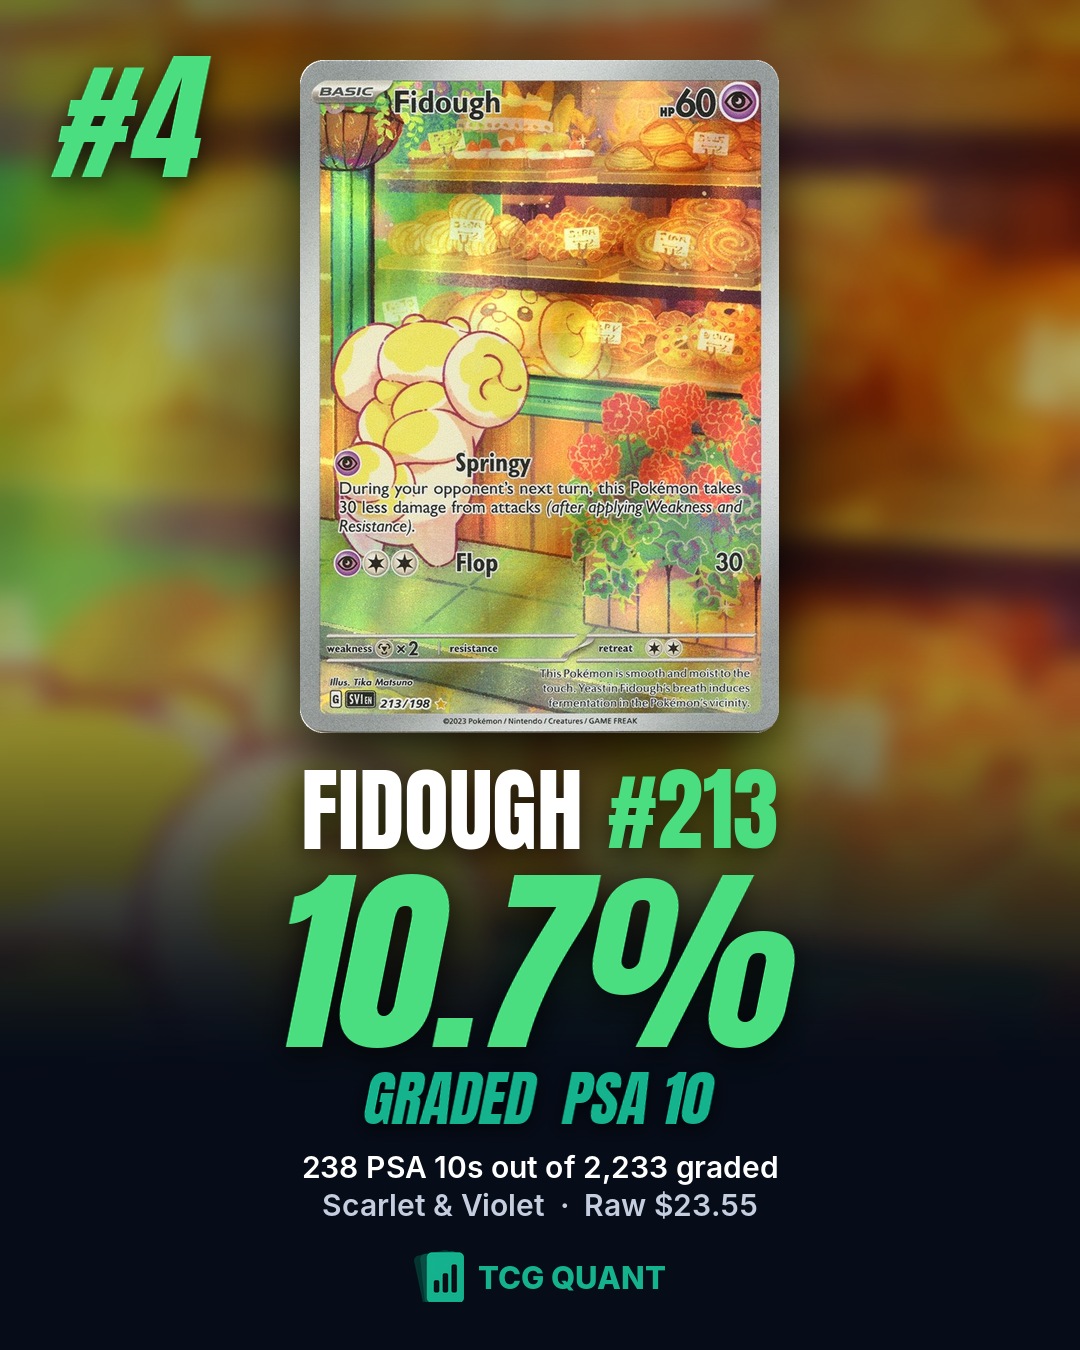 #4
BASIC
Fidough
HP 60
Springy
During your opponent's next turn, this Pokémon takes
30 less damage from attacks (after applying Weakness and
Resistance).
Flop 30
weakness ×2 resistance retreat
Illus. Tika Matsuno
G SVI EN 213/198
This Pokémon is smooth and moist to the
touch. Yeast in Fidough's breath induces
fermentation in the Pokémon's vicinity.
©2023 Pokémon / Nintendo / Creatures / GAME FREAK
FIDOUGH #213
10.7%
GRADED PSA 10
238 PSA 10s out of 2,233 graded
Scarlet & Violet · Raw $23.55
TCG QUANT